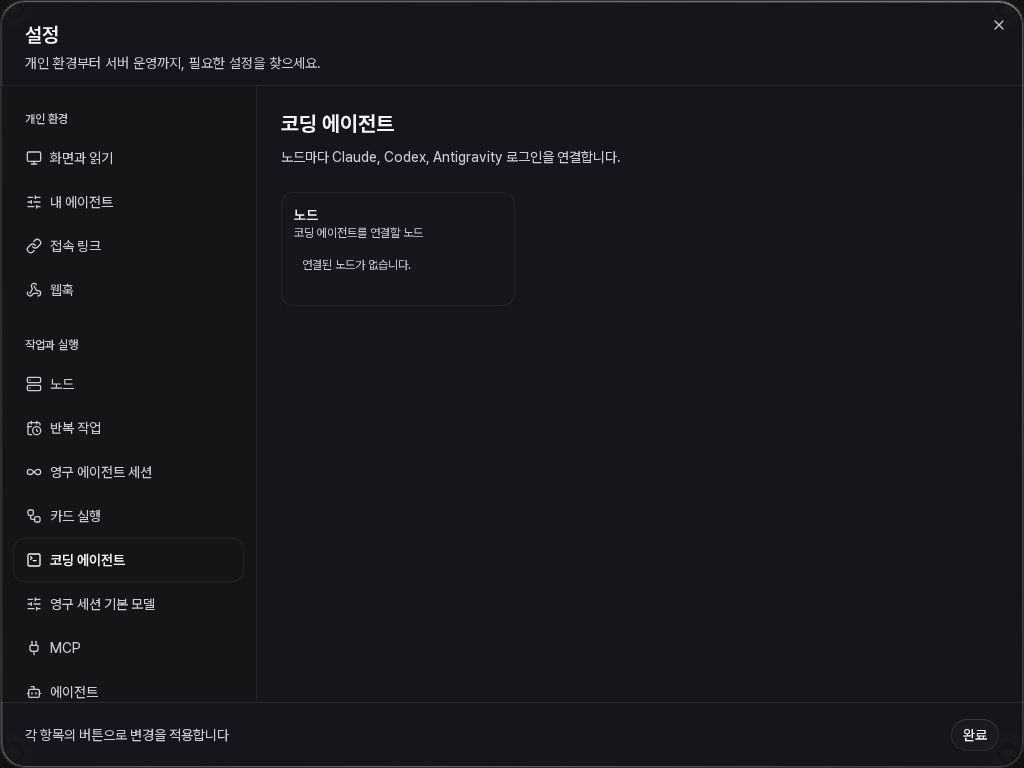 설정
개인 환경부터 서버 운영까지, 필요한 설정을 찾으세요.
개인 환경
화면과 읽기
내 에이전트
접속 링크
웹훅
작업과 실행
노드
반복 작업
영구 에이전트 세션
카드 실행
코딩 에이전트
영구 세션 기본 모델
MCP
에이전트
코딩 에이전트
노드마다 Claude, Codex, Antigravity 로그인을 연결합니다.
노드
코딩 에이전트를 연결할 노드
연결된 노드가 없습니다.
각 항목의 버튼으로 변경을 적용합니다
완료